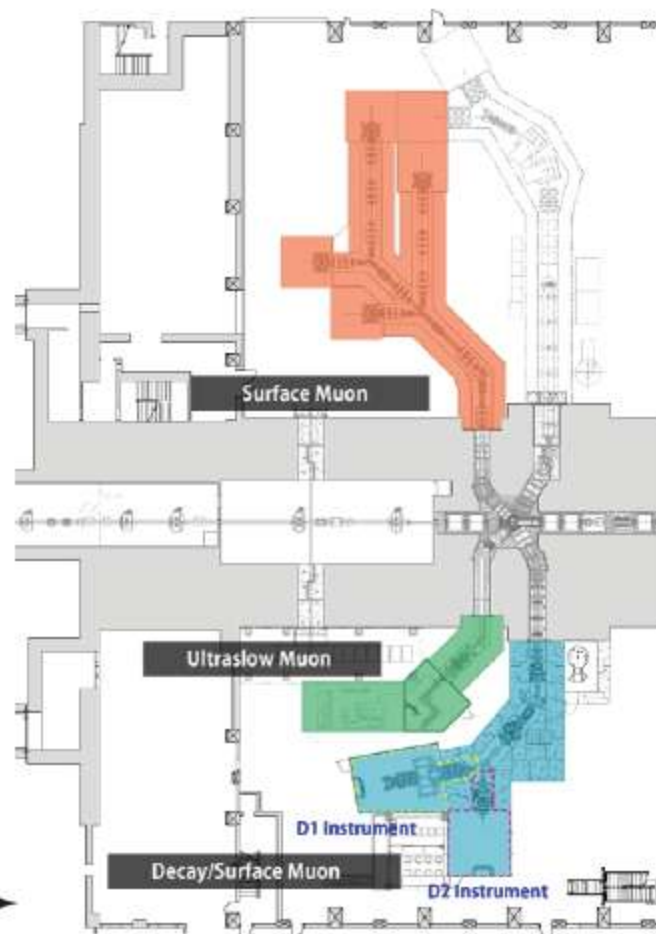 Surface Muon
Ultraslow Muon
D1 Instrument
Decay/Surface Muon
D2 Instrument